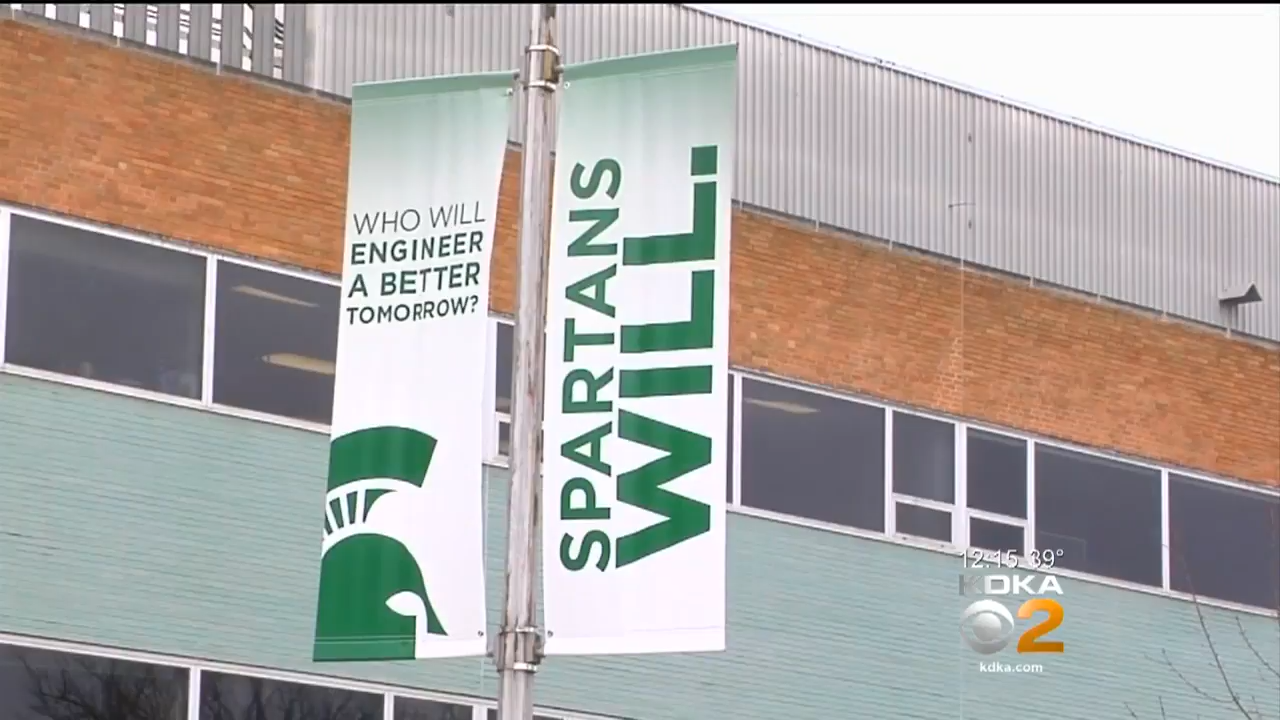 WHO WILL
ENGINEER
A BETTER
TOMORROW?
SPARTANS
WILL.
12:15 39°
KDKA
2
kdka.com